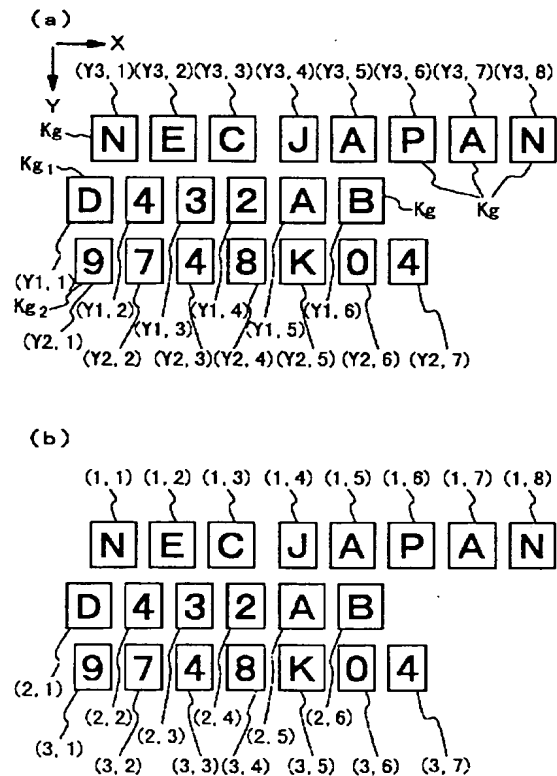 (a)
X
Y
(Y3, 1)(Y3, 2)(Y3, 3)(Y3, 4)(Y3, 5)(Y3, 6)(Y3, 7)(Y3, 8)
Kg N E C J A P A N
Kg1 Kg
D 4 3 2 A B Kg
9 7 4 8 K 0 4
(Y1, 1) (Y1, 2) (Y1, 3) (Y1, 4) (Y1, 5) (Y1, 6)
Kg2
(Y2, 1) (Y2, 2) (Y2, 3) (Y2, 4) (Y2, 5) (Y2, 6) (Y2, 7)
(b)
(1, 1) (1, 2) (1, 3) (1, 4) (1, 5) (1, 6) (1, 7) (1, 8)
N E C J A P A N
D 4 3 2 A B
9 7 4 8 K 0 4
(2, 1) (2, 2) (2, 3) (2, 4) (2, 5) (2, 6)
(3, 1) (3, 2) (3, 3) (3, 4) (3, 5) (3, 6) (3, 7)